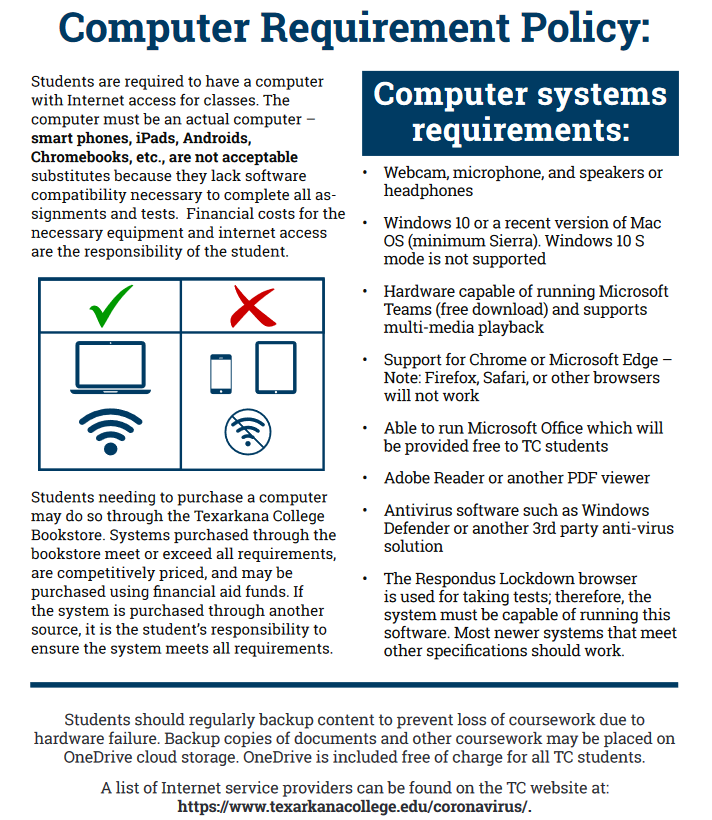 Computer Requirement Policy:
Students are required to have a computer
with Internet access for classes. The
computer must be an actual computer –
smart phones, iPads, Androids,
Chromebooks, etc., are not acceptable
substitutes because they lack software
compatibility necessary to complete all as-
signments and tests.  Financial costs for the
necessary equipment and internet access
are the responsibility of the student.
Students needing to purchase a computer
may do so through the Texarkana College
Bookstore. Systems purchased through the
bookstore meet or exceed all requirements,
are competitively priced, and may be
purchased using financial aid funds. If
the system is purchased through another
source, it is the student's responsibility to
ensure the system meets all requirements.
Computer systems
requirements:
• Webcam, microphone, and speakers or
headphones
• Windows 10 or a recent version of Mac
OS (minimum Sierra). Windows 10 S
mode is not supported
• Hardware capable of running Microsoft
Teams (free download) and supports
multi-media playback
• Support for Chrome or Microsoft Edge –
Note: Firefox, Safari, or other browsers
will not work
• Able to run Microsoft Office which will
be provided free to TC students
• Adobe Reader or another PDF viewer
• Antivirus software such as Windows
Defender or another 3rd party anti-virus
solution
• The Respondus Lockdown browser
is used for taking tests; therefore, the
system must be capable of running this
software. Most newer systems that meet
other specifications should work.
Students should regularly backup content to prevent loss of coursework due to
hardware failure. Backup copies of documents and other coursework may be placed on
OneDrive cloud storage. OneDrive is included free of charge for all TC students.
A list of Internet service providers can be found on the TC website at:
https://www.texarkanacollege.edu/coronavirus/.